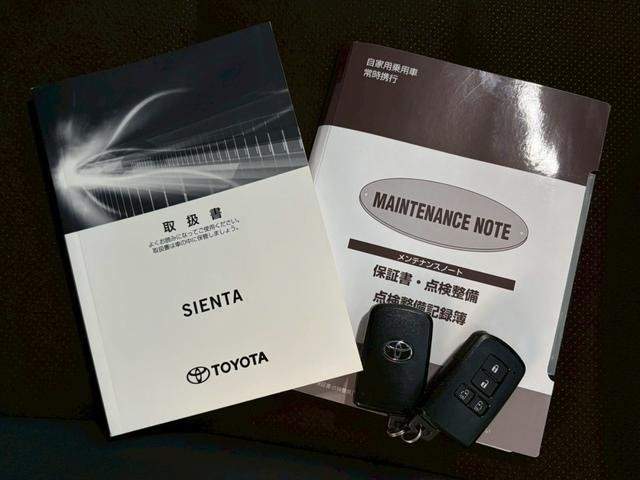 取扱書
よくお読みになってご使用ください。
取扱書は車の中に保管しましょう。
SIENTA
TOYOTA
自家用乗用車
常時携行
MAINTENANCE NOTE
メンテナンスノート
保証書・点検整備
点検整備記録簿